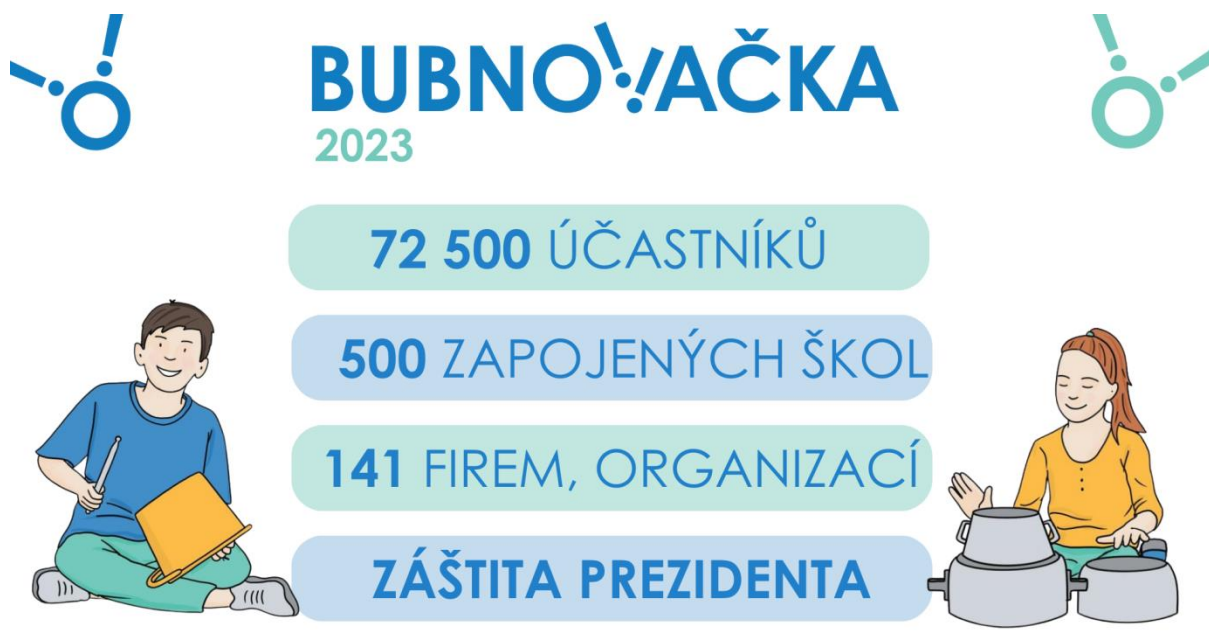 BUBNOVAČKA
2023
72 500 ÚČASTNÍKŮ
500 ZAPOJENÝCH ŠKOL
141 FIREM, ORGANIZACÍ
ZÁŠTITA PREZIDENTA